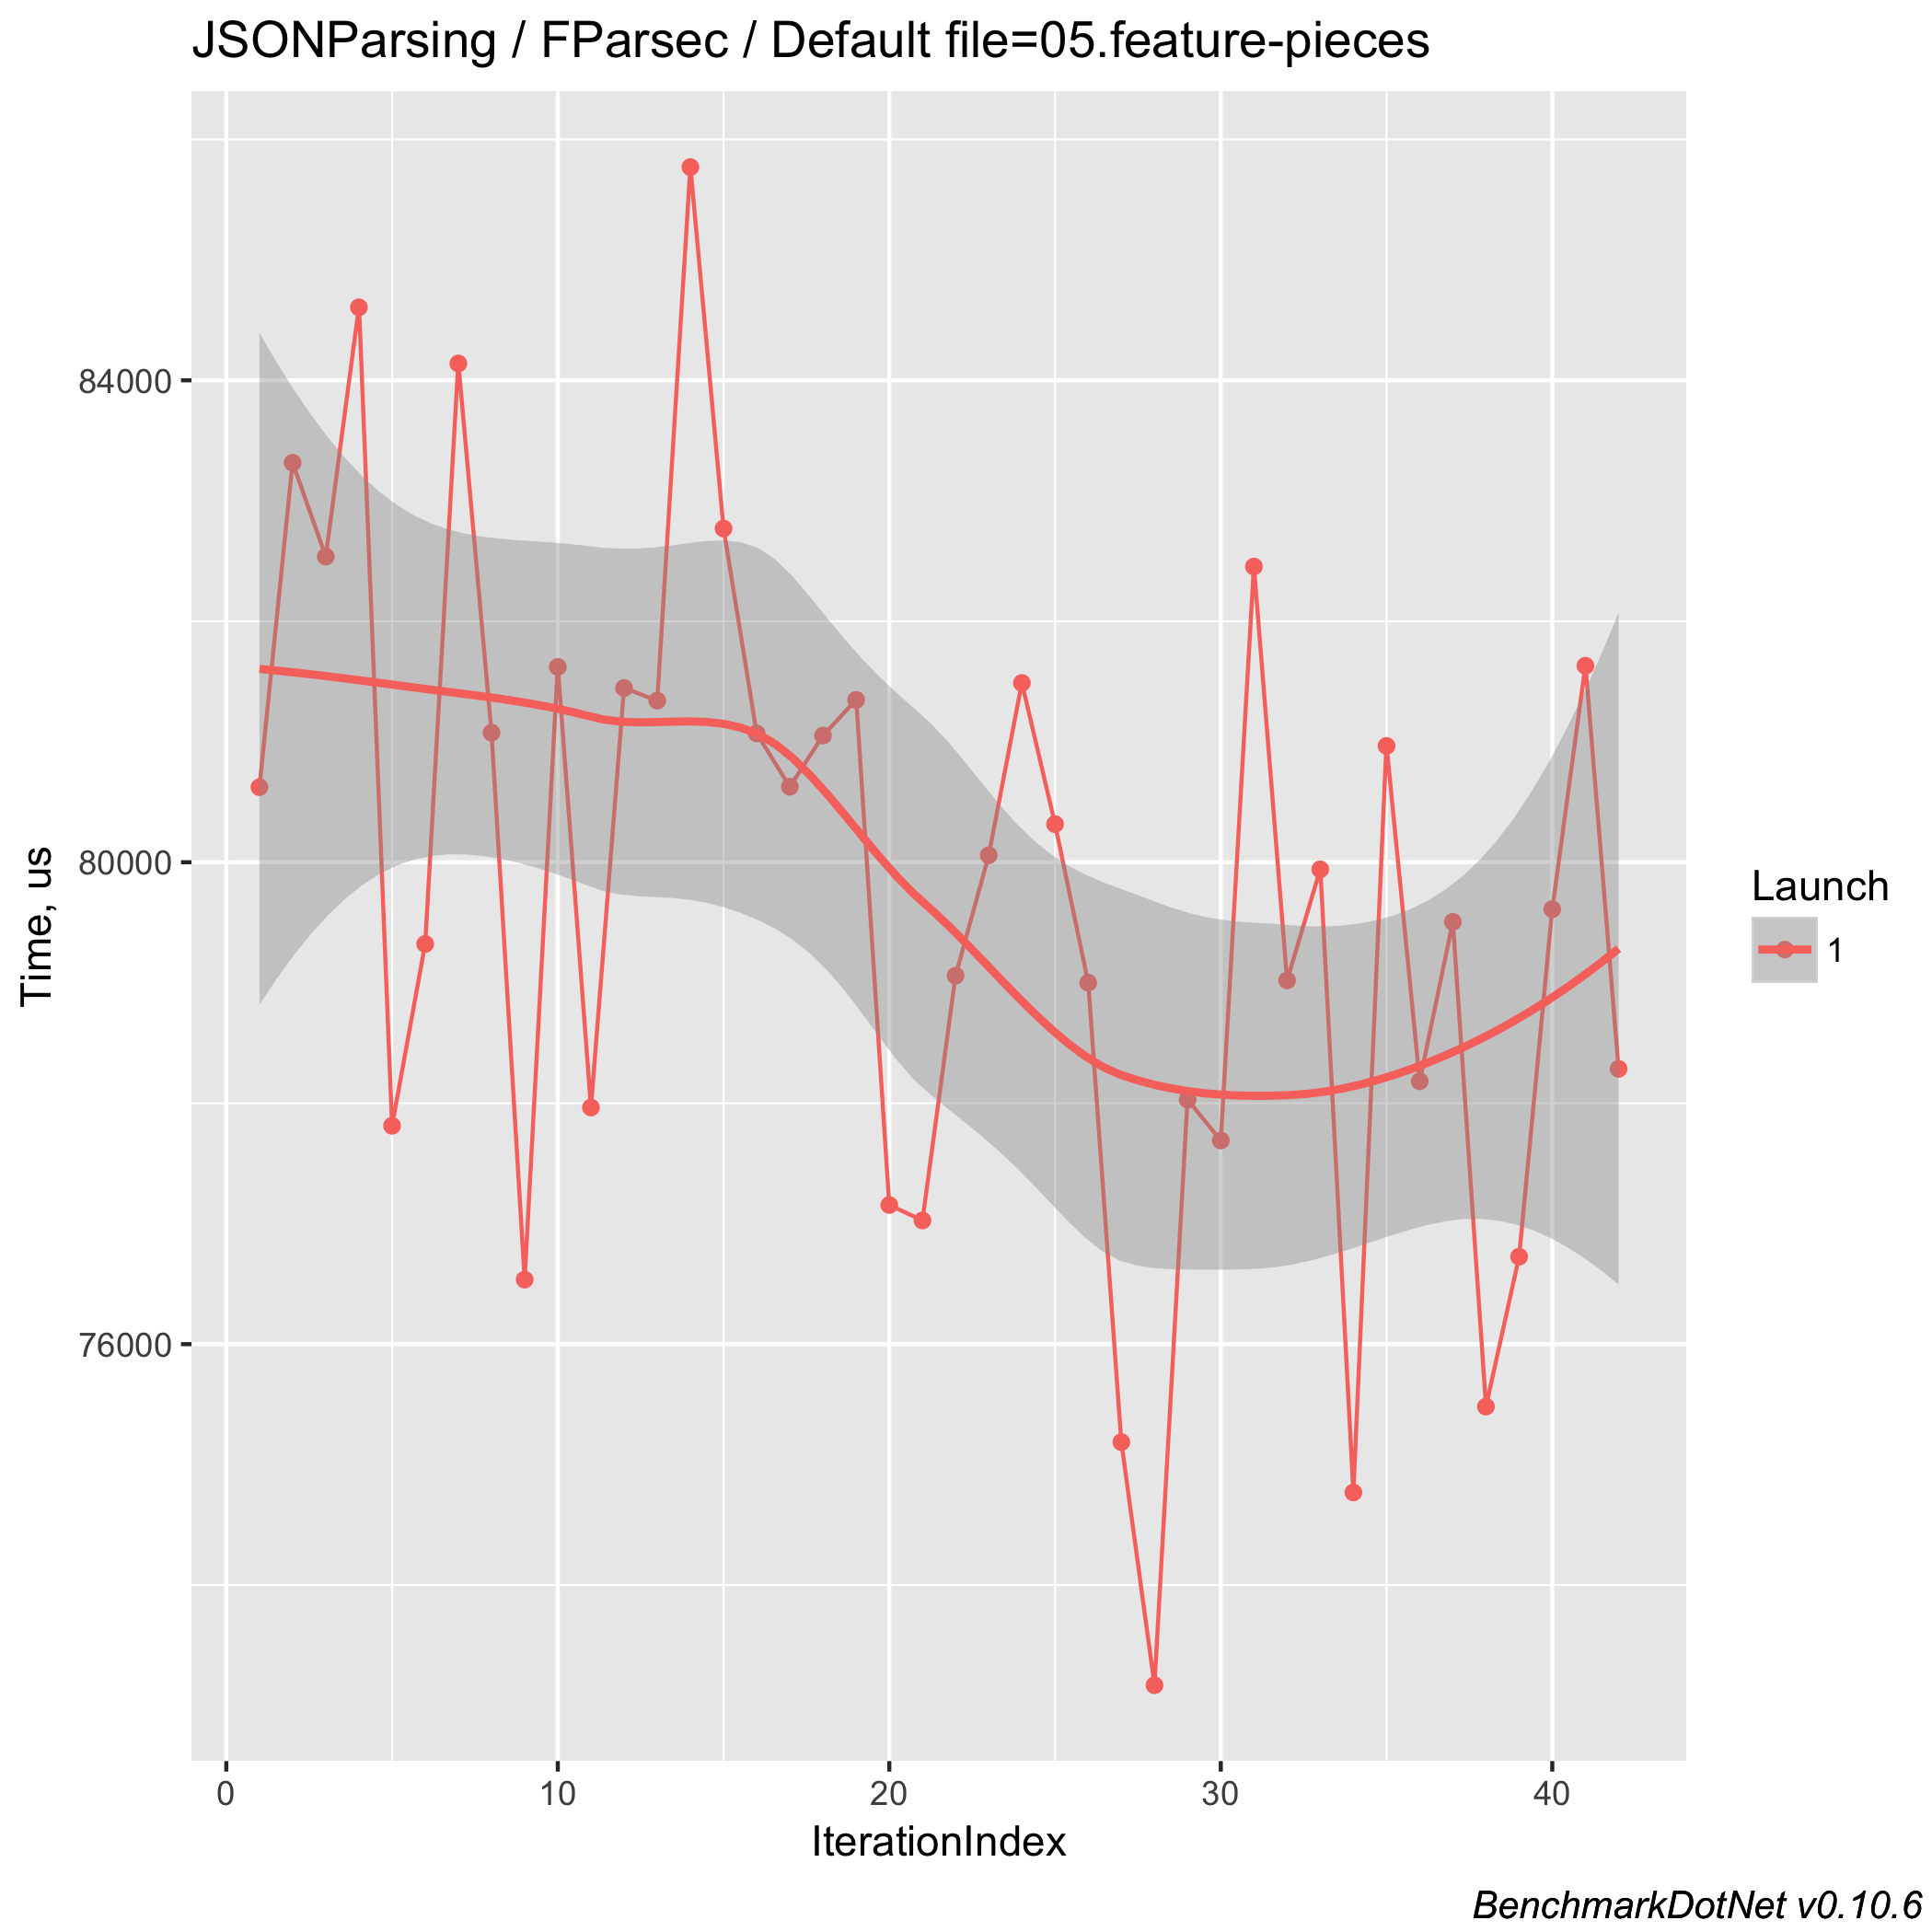 JSONParsing / FParsec / Default file=05.feature-pieces
84000
80000
76000
Time, us
0 10 20 30 40
IterationIndex
Launch
1
BenchmarkDotNet v0.10.6